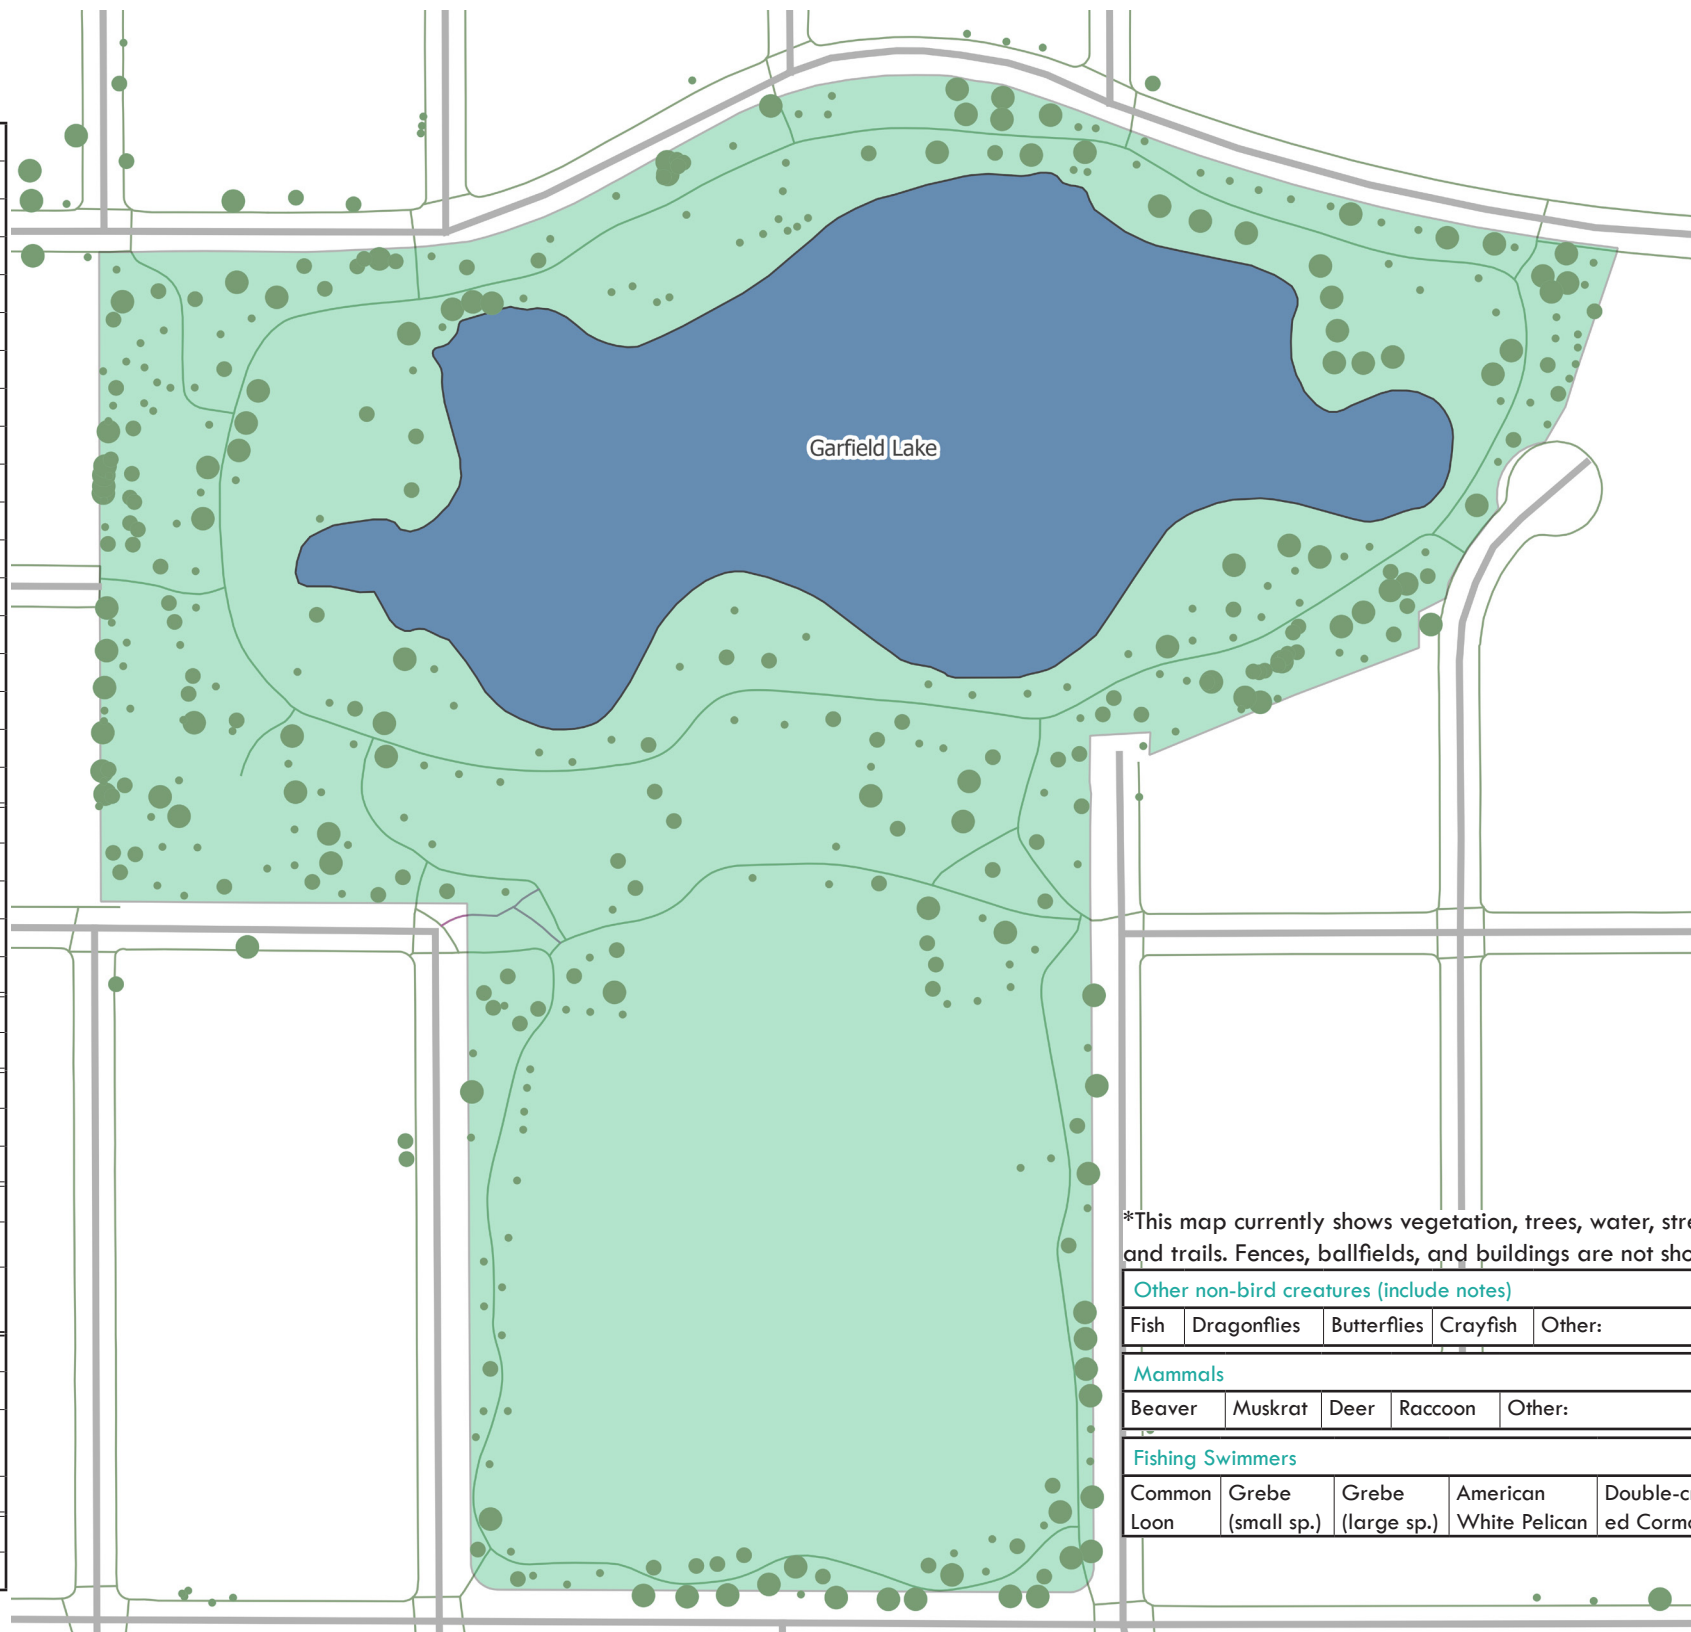 Garfield Lake
*This map currently shows vegetation, trees, water, stre
and trails. Fences, ballfields, and buildings are not sho
Other non-bird creatures (include notes)
Fish Dragonflies Butterflies Crayfish Other:
Mammals
Beaver Muskrat Deer Raccoon Other:
Fishing Swimmers
Common Grebe Grebe American Double-c
Loon (small sp.) (large sp.) White Pelican ed Cormo